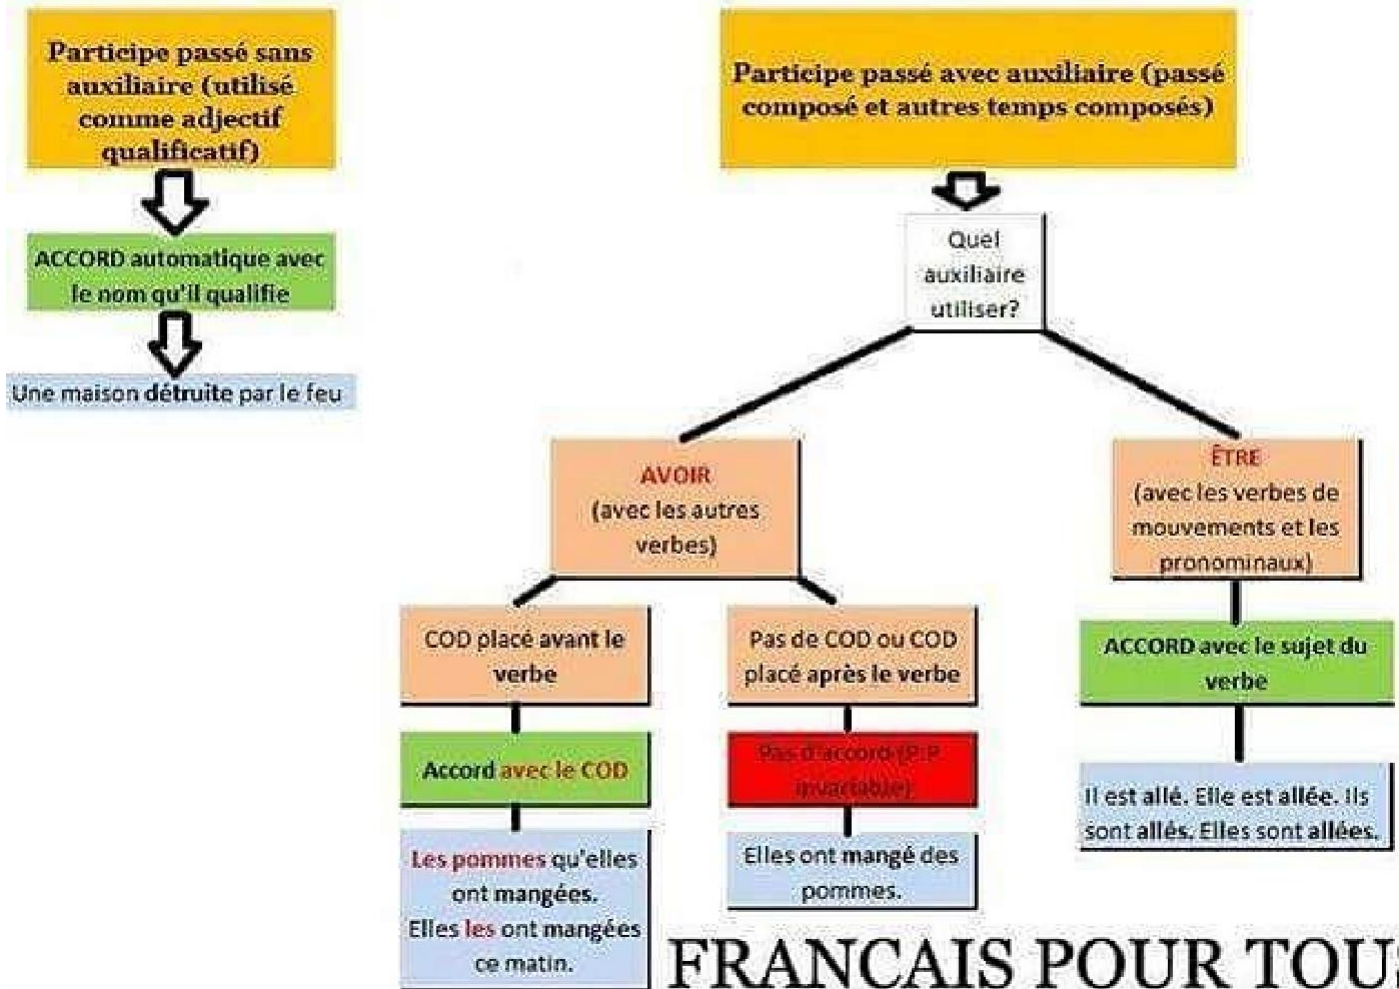 Participe passé sans
auxiliaire (utilisé
comme adjectif
qualificatif)
ACCORD automatique avec
le nom qu'il qualifie
Une maison détruite par le feu
Participe passé avec auxiliaire (passé
composé et autres temps composés)
Quel
auxiliaire
utiliser?
AVOIR
(avec les autres
verbes)
COD placé avant le
verbe
Accord avec le COD
Les pommes qu'elles
ont mangées.
Elles les ont mangées
ce matin.
Pas de COD ou COD
placé après le verbe
Pas d'accord (P.P
invariable)
Elles ont mangé des
pommes.
ÊTRE
(avec les verbes de
mouvements et les
pronominaux)
ACCORD avec le sujet du
verbe
Il est allé. Elle est allée. Ils
sont allés. Elles sont allées.
FRANCAIS POUR TOUS